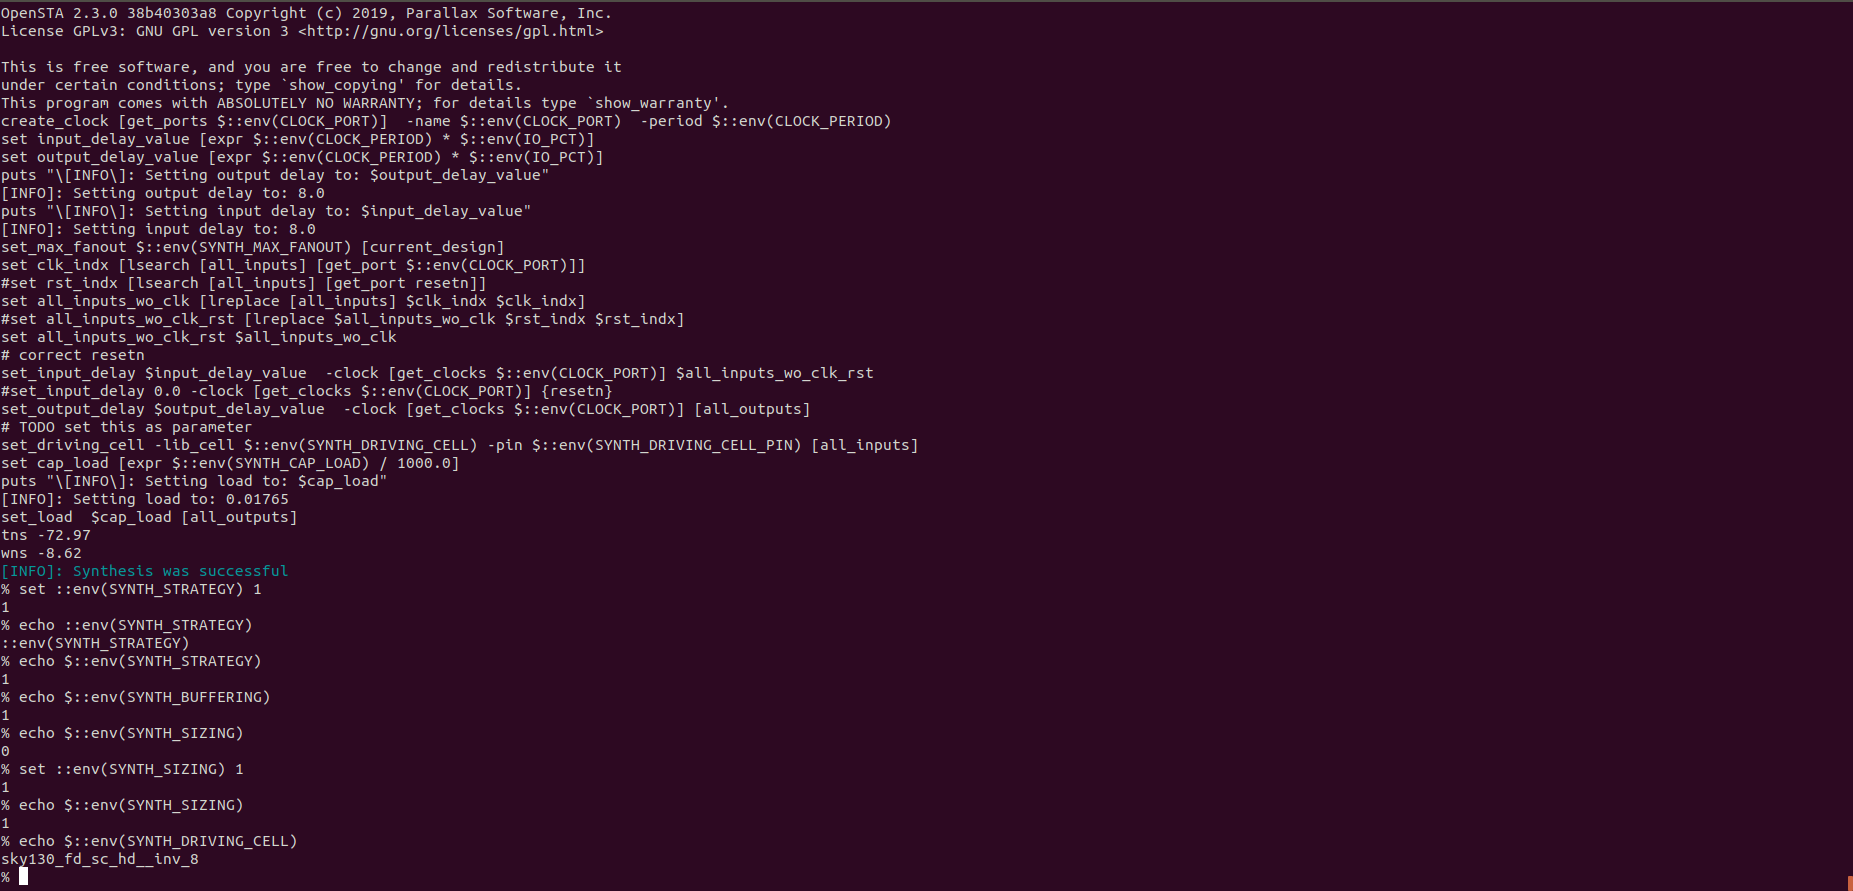 OpenSTA 2.3.0 38b40303a8 Copyright (c) 2019, Parallax Software, Inc.
License GPLv3: GNU GPL version 3 <http://gnu.org/licenses/gpl.html>
This is free software, and you are free to change and redistribute it
under certain conditions; type `show_copying' for details.
This program comes with ABSOLUTELY NO WARRANTY; for details type `show_warranty'.
create_clock [get_ports $::env(CLOCK_PORT)]  -name $::env(CLOCK_PORT)  -period $::env(CLOCK_PERIOD)
set input_delay_value [expr $::env(CLOCK_PERIOD) * $::env(IO_PCT)]
set output_delay_value [expr $::env(CLOCK_PERIOD) * $::env(IO_PCT)]
puts "\[INFO\]: Setting output delay to: $output_delay_value"
[INFO]: Setting output delay to: 8.0
puts "\[INFO\]: Setting input delay to: $input_delay_value"
[INFO]: Setting input delay to: 8.0
set_max_fanout $::env(SYNTH_MAX_FANOUT) [current_design]
set clk_indx [lsearch [all_inputs] [get_port $::env(CLOCK_PORT)]]
#set rst_indx [lsearch [all_inputs] [get_port resetn]]
set all_inputs_wo_clk [lreplace [all_inputs] $clk_indx $clk_indx]
#set all_inputs_wo_clk_rst [lreplace $all_inputs_wo_clk $rst_indx $rst_indx]
set all_inputs_wo_clk_rst $all_inputs_wo_clk
# correct resetn
set_input_delay $input_delay_value  -clock [get_clocks $::env(CLOCK_PORT)] $all_inputs_wo_clk_rst
#set_input_delay 0.0 -clock [get_clocks $::env(CLOCK_PORT)] {resetn}
set_output_delay $output_delay_value  -clock [get_clocks $::env(CLOCK_PORT)] [all_outputs]
# TODO set this as parameter
set_driving_cell -lib_cell $::env(SYNTH_DRIVING_CELL) -pin $::env(SYNTH_DRIVING_CELL_PIN) [all_inputs]
set cap_load [expr $::env(SYNTH_CAP_LOAD) / 1000.0]
puts "\[INFO\]: Setting load to: $cap_load"
[INFO]: Setting load to: 0.01765
set_load  $cap_load [all_outputs]
tns -72.97
wns -8.62
[INFO]: Synthesis was successful
% set ::env(SYNTH_STRATEGY) 1
1
% echo ::env(SYNTH_STRATEGY)
::env(SYNTH_STRATEGY)
% echo $::env(SYNTH_STRATEGY)
1
% echo $::env(SYNTH_BUFFERING)
1
% echo $::env(SYNTH_SIZING)
0
% set ::env(SYNTH_SIZING) 1
1
% echo $::env(SYNTH_SIZING)
1
% echo $::env(SYNTH_DRIVING_CELL)
sky130_fd_sc_hd__inv_8
%